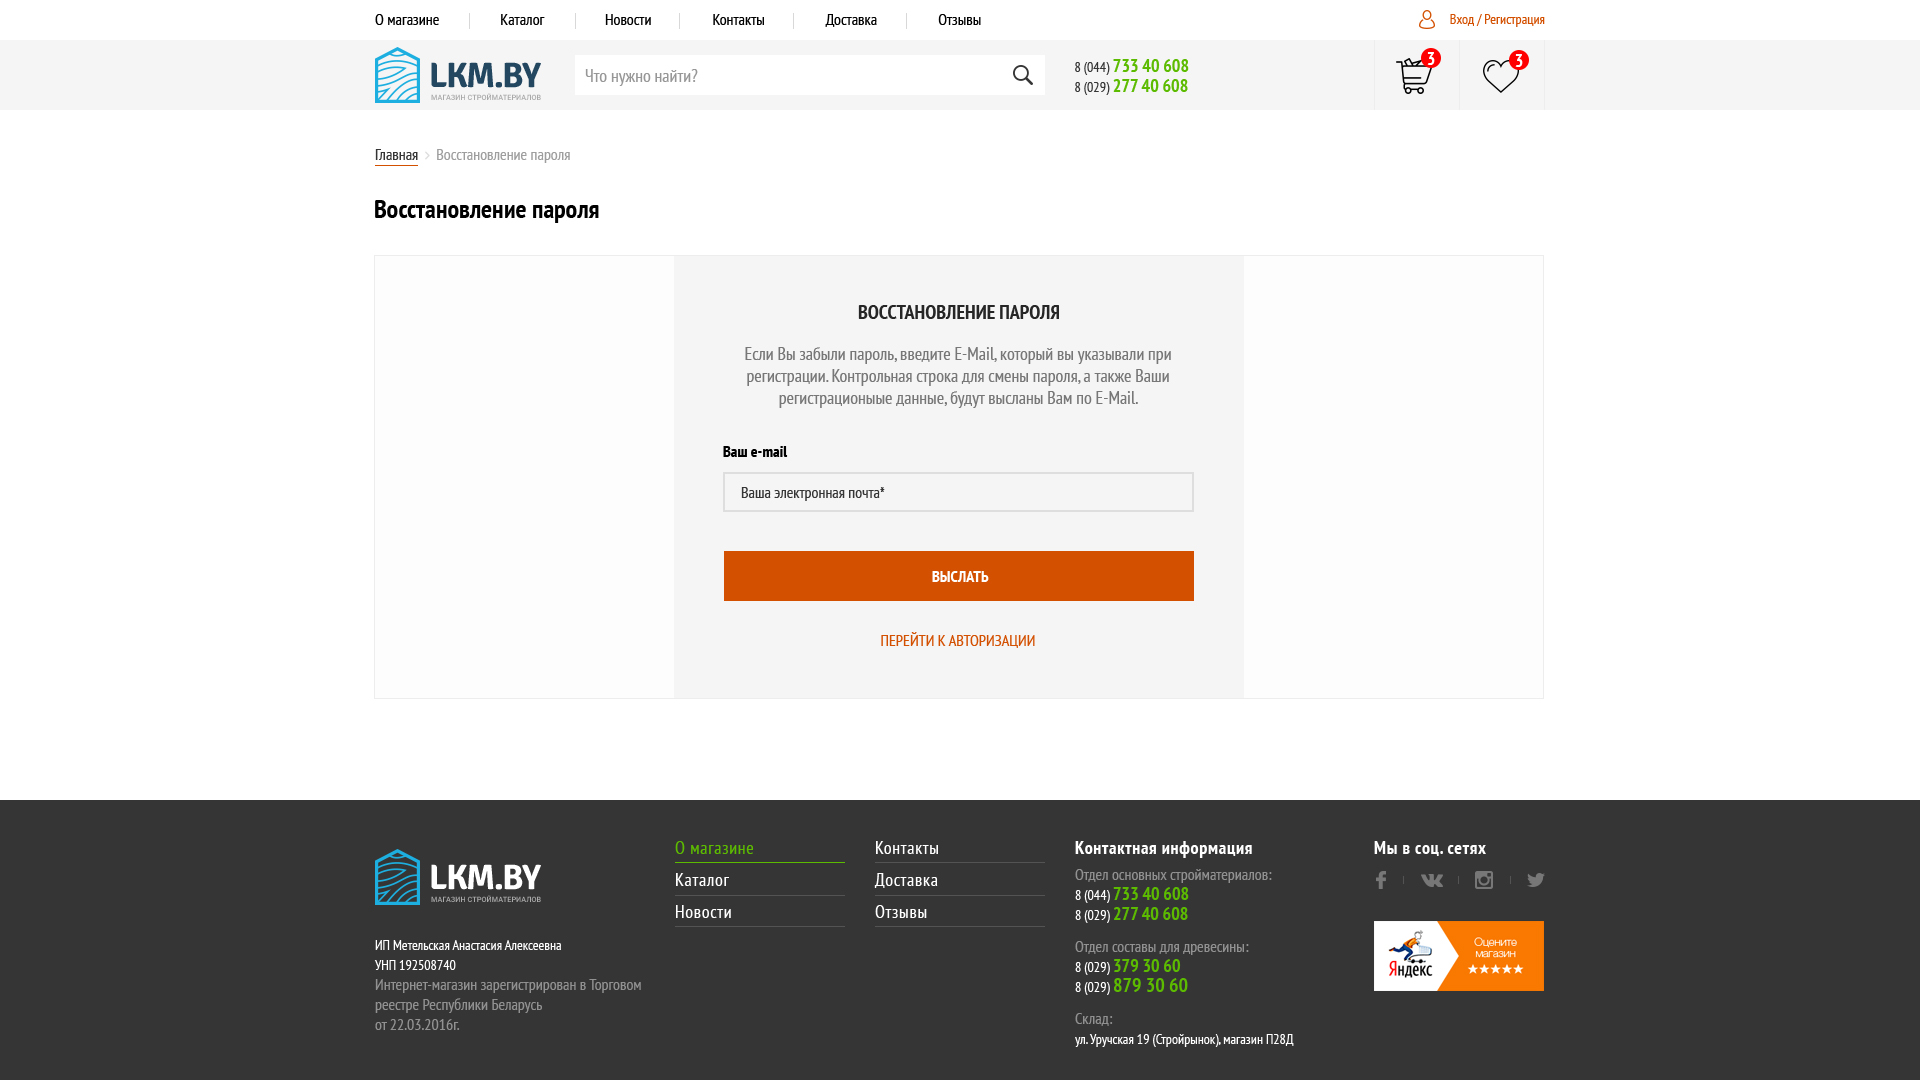 О магазине
Каталог
Новости
Контакты
Доставка
Отзывы
Вход / Регистрация
LKM.BY
МАГАЗИН СТРОЙМАТЕРИАЛОВ
Что нужно найти?
8 (044) 733 40 608
8 (029) 277 40 608
3
3
Главная
Восстановление пароля
Восстановление пароля
ВОССТАНОВЛЕНИЕ ПАРОЛЯ
Если Вы забыли пароль, введите E-Mail, который вы указывали при
регистрации. Контрольная строка для смены пароля, а также Ваши
регистрационыые данные, будут высланы Вам по E-Mail.
Ваш e-mail
Ваша электронная почта*
ВЫСЛАТЬ
ПЕРЕЙТИ К АВТОРИЗАЦИИ
LKM.BY
МАГАЗИН СТРОЙМАТЕРИАЛОВ
ИП Метельская Анастасия Алексеевна
УНП 192508740
Интернет-магазин зарегистрирован в Торговом
реестре Республики Беларусь
от 22.03.2016г.
О магазине
Каталог
Новости
Контакты
Доставка
Отзывы
Контактная информация
Отдел основных стройматериалов:
8 (044) 733 40 608
8 (029) 277 40 608
Отдел составы для древесины:
8 (029) 379 30 60
8 (029) 879 30 60
Склад:
ул. Уручская 19 (Стройрынок), магазин П28Д
Мы в соц. сетях
Яндекс
Оцените
магазин